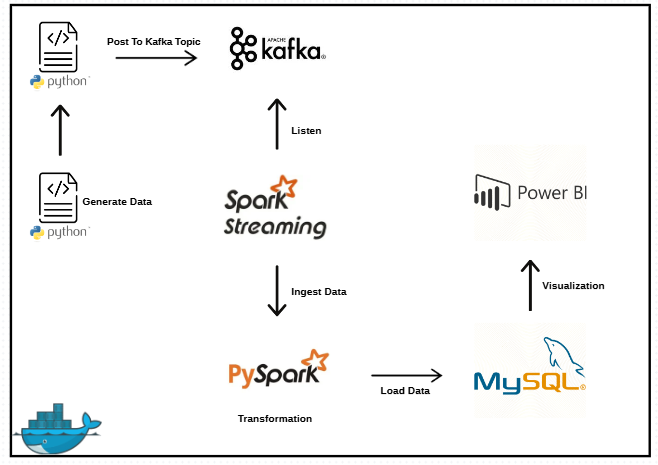 Post To Kafka Topic
</>
python
APACHE
kafka®
Listen
</>
Generate Data
python
Spark
Streaming
Power BI
Ingest Data
Visualization
PySpark
MySQL®
Load Data
Transformation